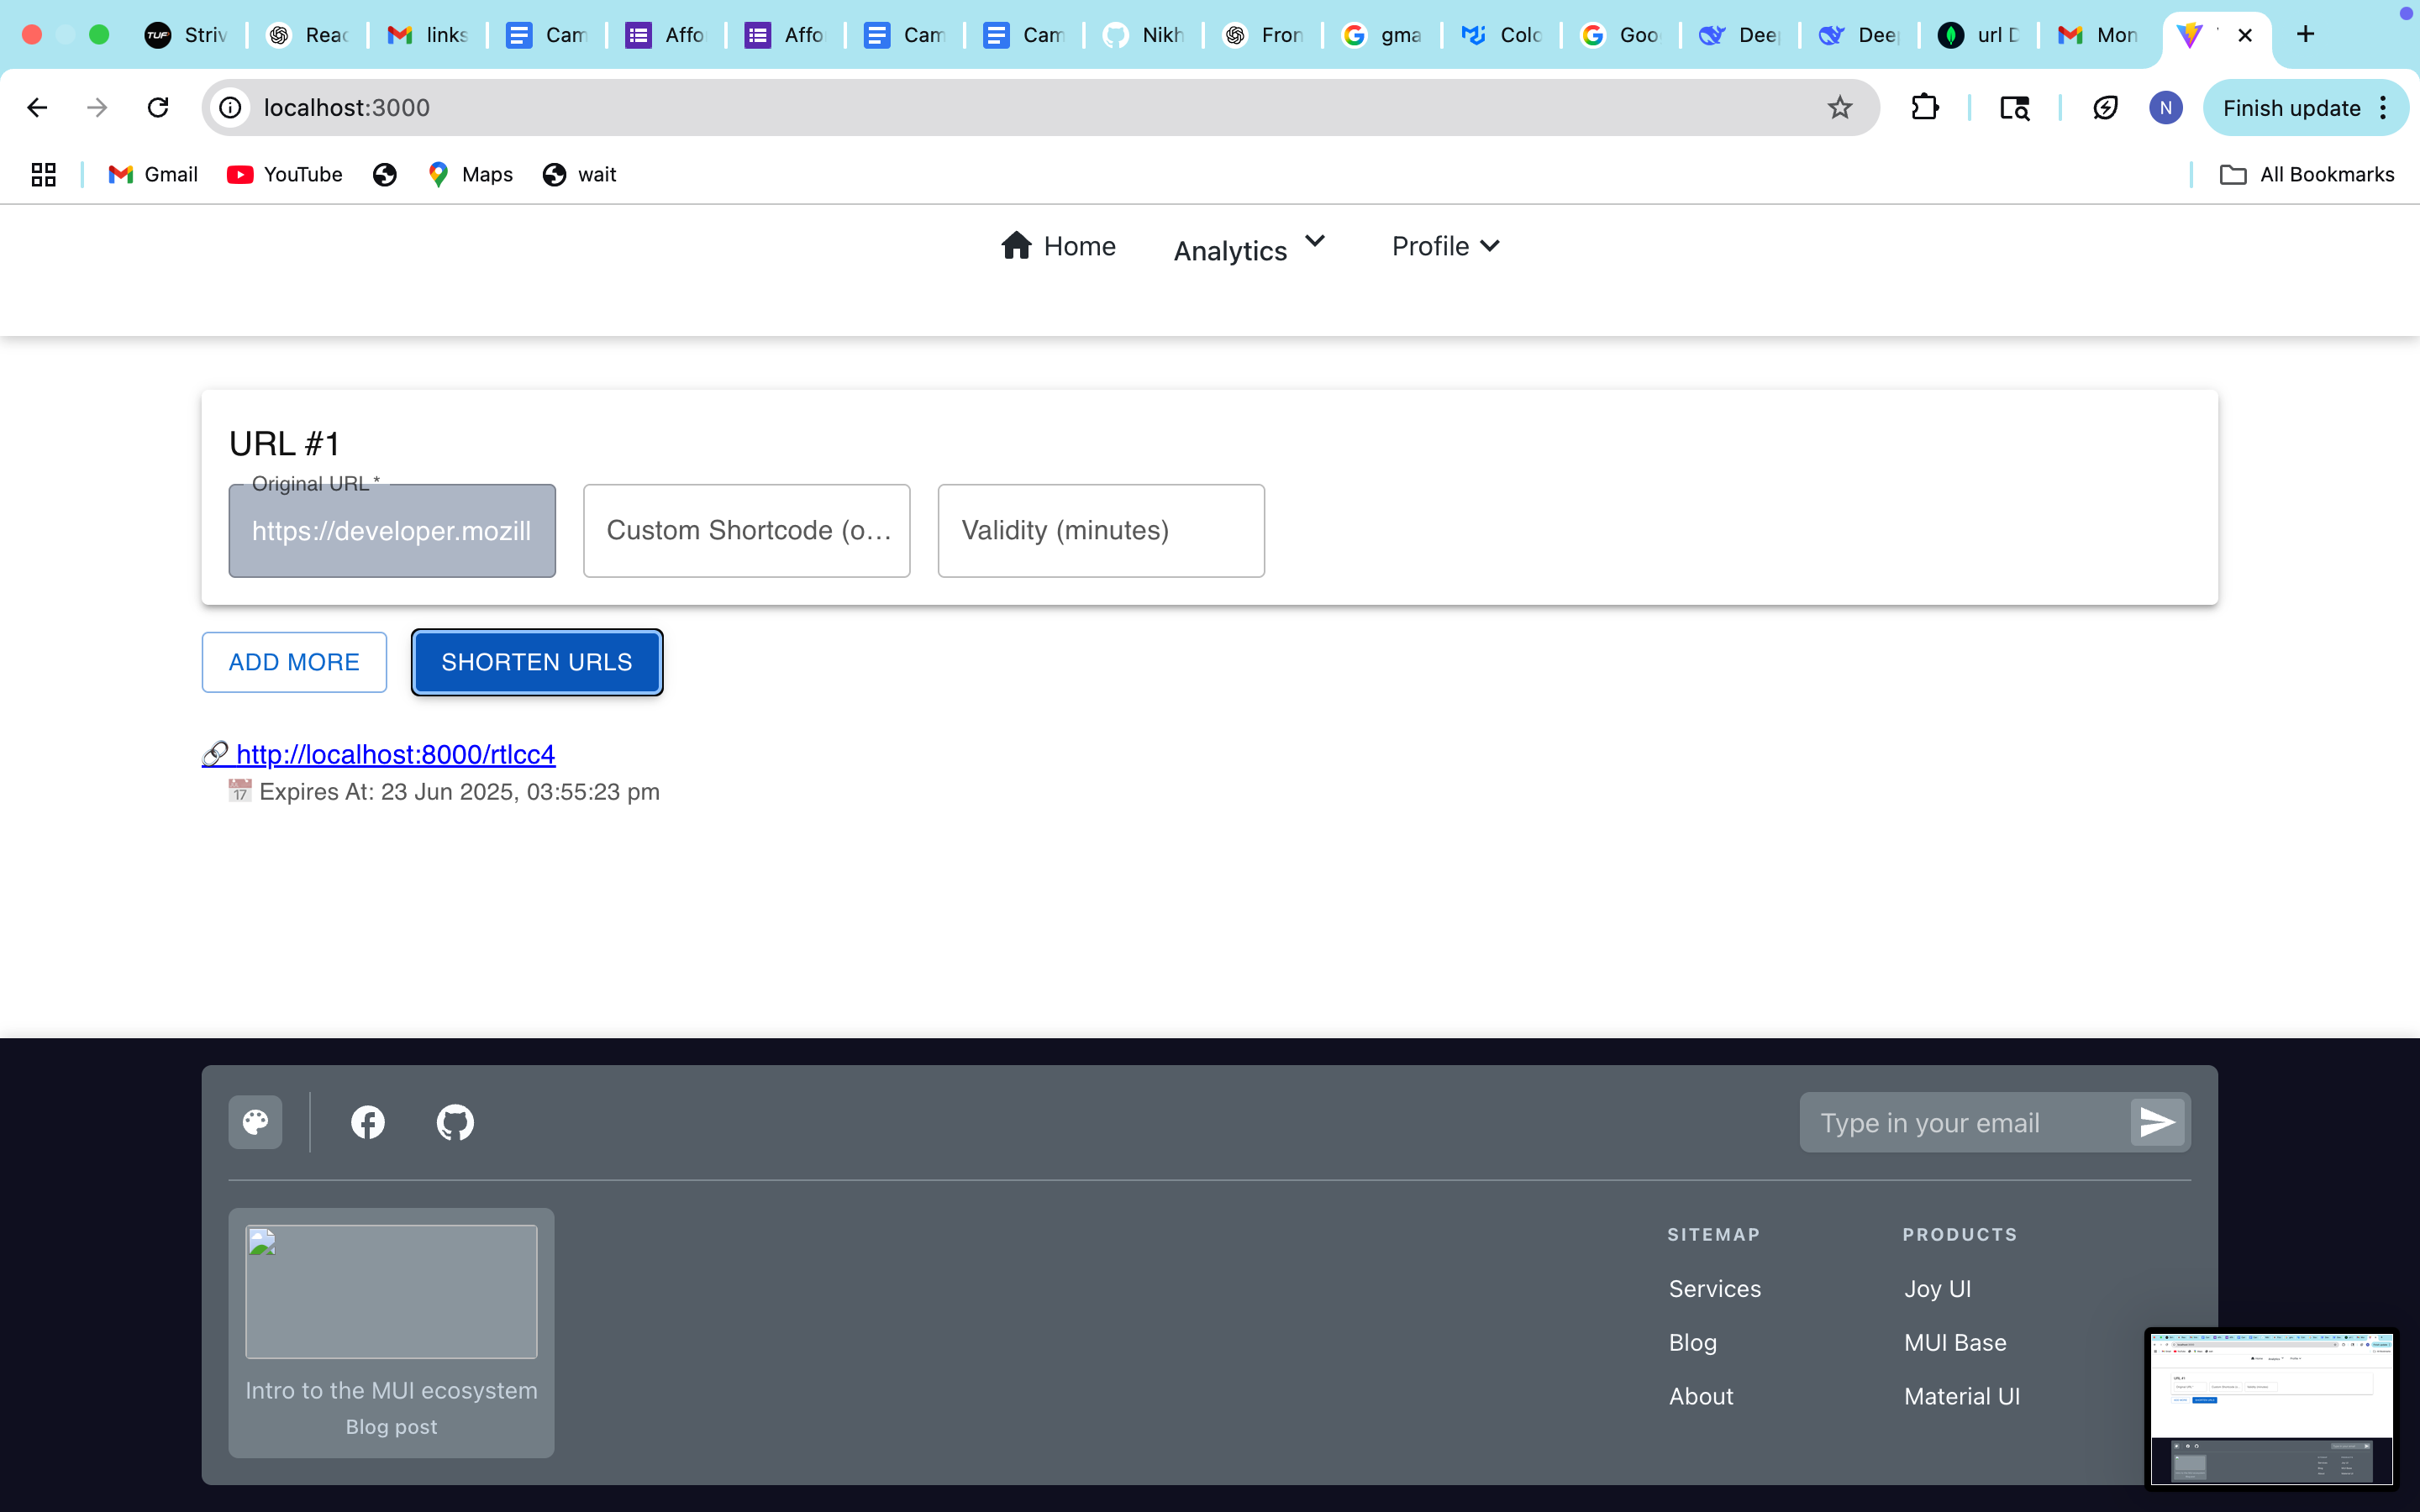 TUF Striv Reac links Cam Affo Affo Cam Cam Nikh Fron gma Colo Goo Deep Deep url D Mon
localhost:3000 N Finish update
Gmail YouTube Maps wait All Bookmarks
Home Analytics Profile
URL #1
Original URL *
https://developer.mozill Custom Shortcode (o... Validity (minutes)
ADD MORE SHORTEN URLS
http://localhost:8000/rtlcc4
17 Expires At: 23 Jun 2025, 03:55:23 pm
Type in your email
SITEMAP PRODUCTS
Services Joy UI
Blog MUI Base
About Material UI
Intro to the MUI ecosystem
Blog post